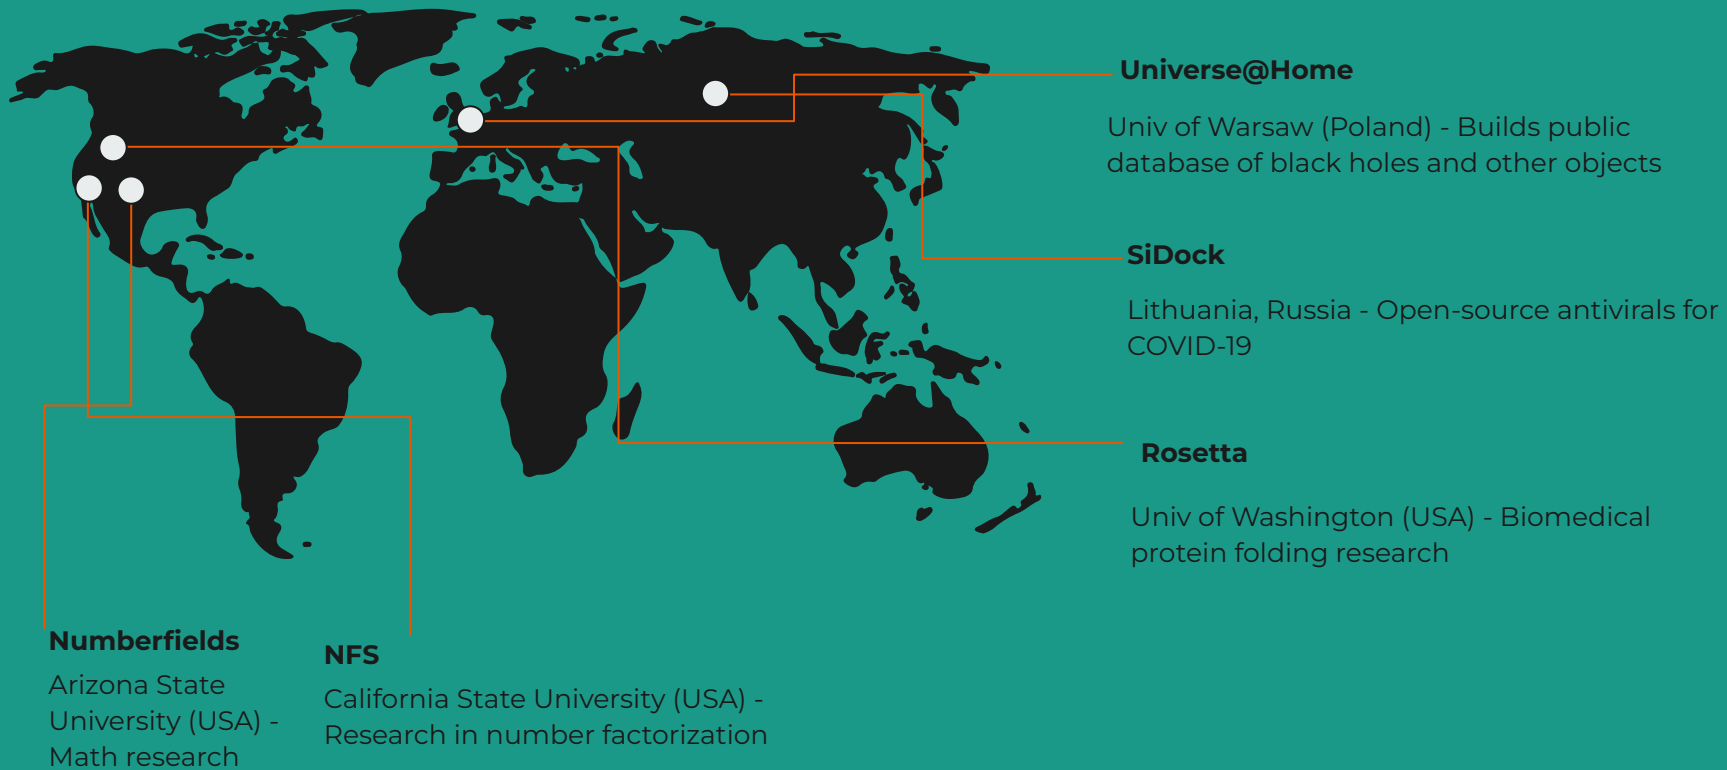 Universe@Home
Univ of Warsaw (Poland) - Builds public
database of black holes and other objects
SiDock
Lithuania, Russia - Open-source antivirals for
COVID-19
Rosetta
Univ of Washington (USA) - Biomedical
protein folding research
Numberfields
Arizona State
University (USA) -
Math research
NFS
California State University (USA) -
Research in number factorization